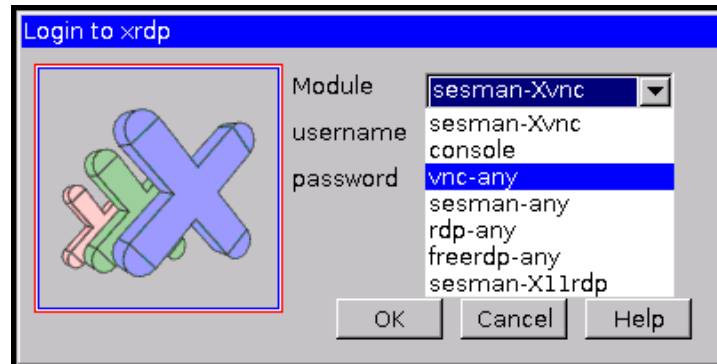 Login to xrdp
Module
sesman-Xvnc
username
sesman-Xvnc
console
password
vnc-any
sesman-any
rdp-any
freerdp-any
sesman-X11rdp
OK
Cancel
Help